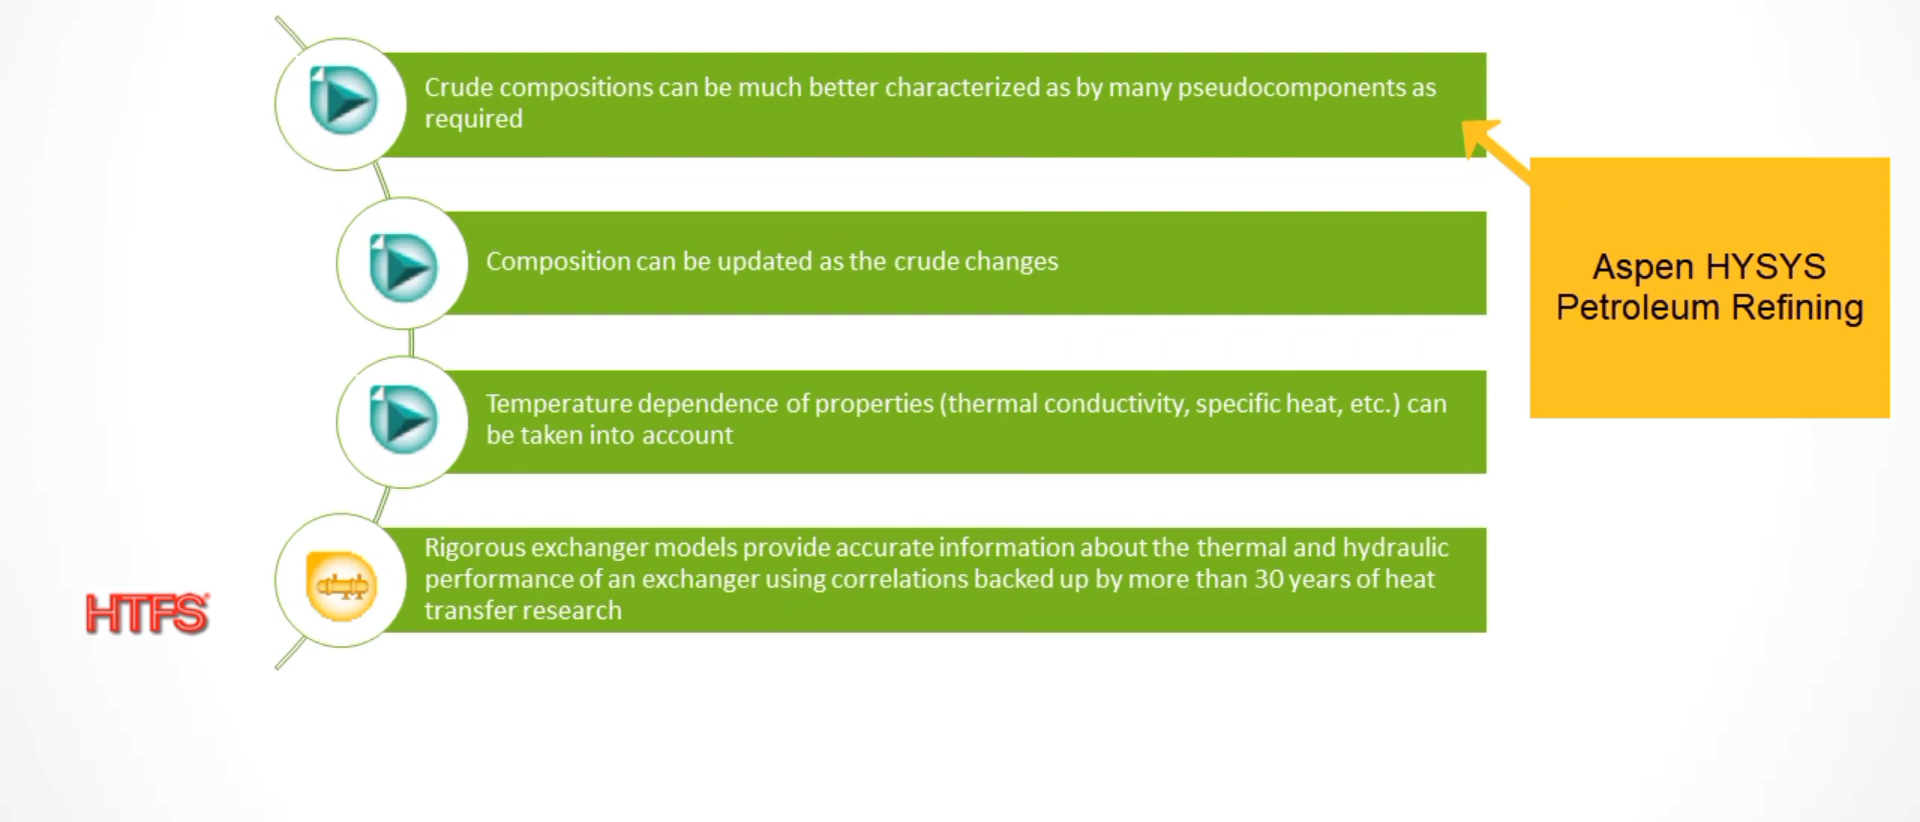 Crude compositions can be much better characterized as by many pseudocomponents as
required
Composition can be updated as the crude changes
Aspen HYSYS
Petroleum Refining
Temperature dependence of properties (thermal conductivity, specific heat, etc.) can
be taken into account
Rigorous exchanger models provide accurate information about the thermal and hydraulic
performance of an exchanger using correlations backed up by more than 30 years of heat
transfer research
HTFS®